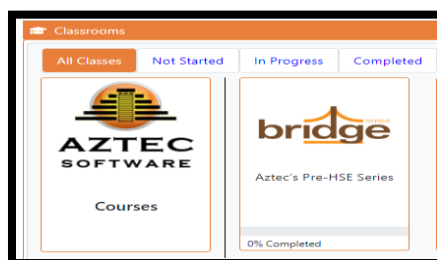 Classrooms
All Classes Not Started In Progress Completed
AZTEC
SOFTWARE
Courses
bridge
SERIES
Aztec's Pre-HSE Series
0% Completed